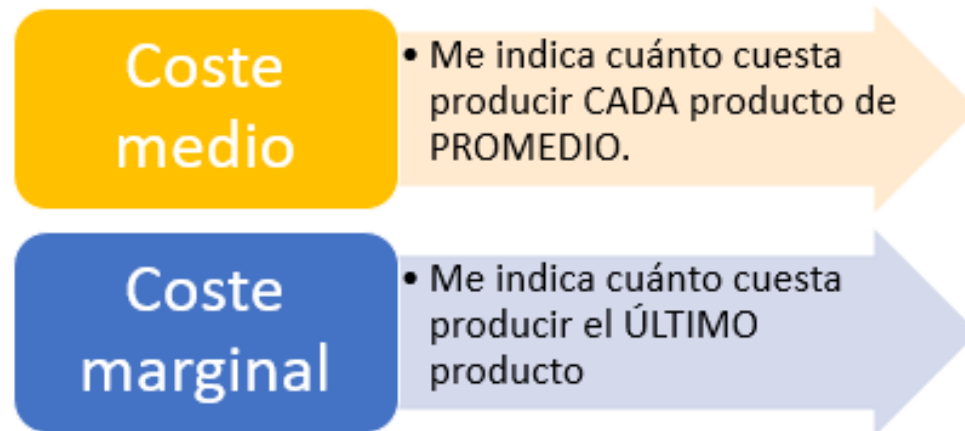 Coste
medio
• Me indica cuánto cuesta
producir CADA producto de
PROMEDIO.
Coste
marginal
• Me indica cuánto cuesta
producir el ÚLTIMO
producto